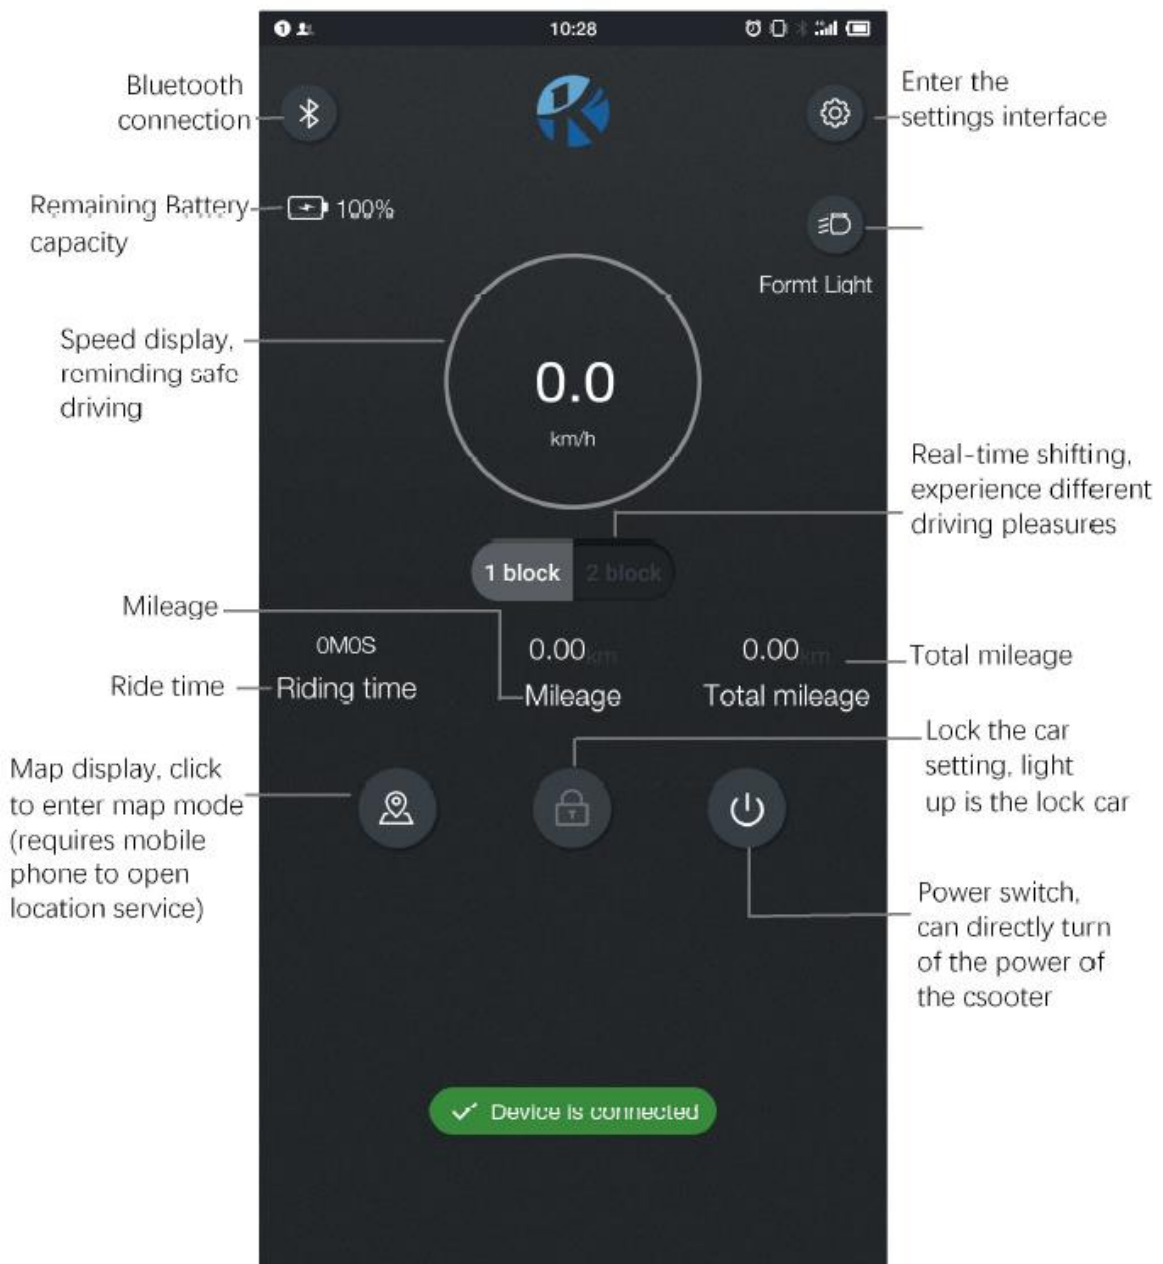 10:28
Bluetooth
connection
Enter the
settings interface
Remaining Battery
capacity
100%
Formt Light
Speed display,
reminding safe
driving
0.0
km/h
Real-time shifting,
experience different
driving pleasures
1 block
2 block
Mileage
0M0S
0.00km
0.00km
Total mileage
Ride time
Riding time
Mileage
Total mileage
Lock the car
setting, light
up is the lock car
Map display, click
to enter map mode
(requires mobile
phone to open
location service)
Power switch,
can directly turn
of the power of
the csooter
Device is connected